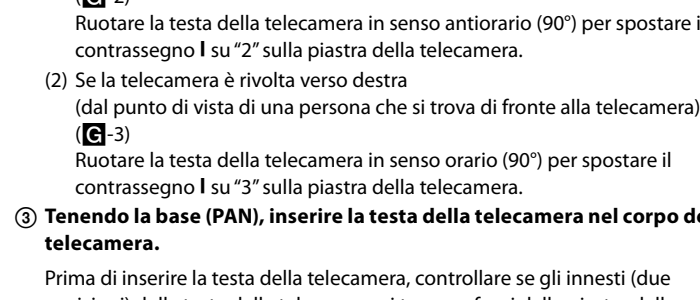 Ruotare la testa della telecamera in senso antiorario (90°) per spostare
contrassegno I su “2” sulla piastra della telecamera.
(2) Se la telecamera è rivolta verso destra
(dal punto di vista di una persona che si trova di fronte alla telecamera)
(G-3)
Ruotare la testa della telecamera in senso orario (90°) per spostare il
contrassegno I su “3” sulla piastra della telecamera.
③ Tenendo la base (PAN), inserire la testa della telecamera nel corpo
telecamera.
Prima di inserire la testa della telecamera, controllare se gli innesti (due